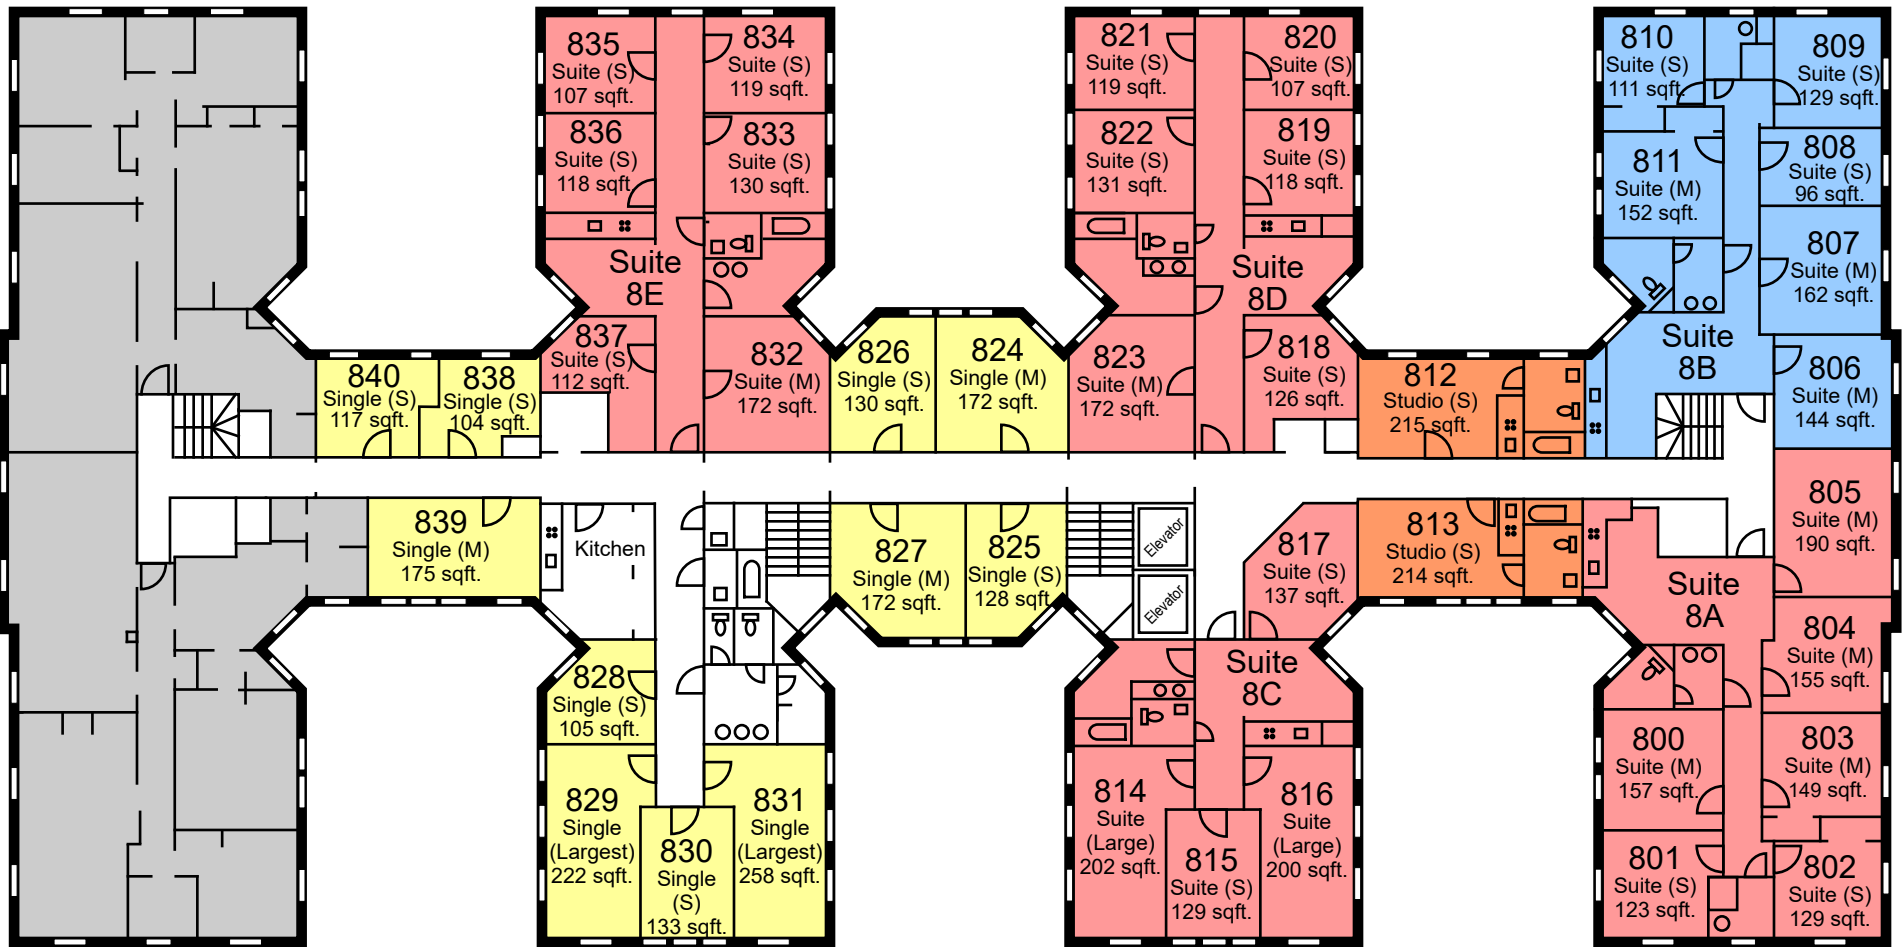 835
Suite (S)
107 sqft.
834
Suite (S)
119 sqft.
821
Suite (S)
119 sqft.
820
Suite (S)
107 sqft.
810
Suite (S)
111 sqft.
809
Suite (S)
129 sqft.
836
Suite (S)
118 sqft.
833
Suite (S)
130 sqft.
822
Suite (S)
131 sqft.
819
Suite (S)
118 sqft.
811
Suite (M)
152 sqft.
808
Suite (S)
96 sqft.
807
Suite (M)
162 sqft.
Suite
8E
Suite
8D
Suite
8B
837
Suite (S)
112 sqft.
832
Suite (M)
172 sqft.
826
Single (S)
130 sqft.
824
Single (M)
172 sqft.
823
Suite (M)
172 sqft.
818
Suite (S)
126 sqft.
812
Studio (S)
215 sqft.
806
Suite (M)
144 sqft.
840
Single (S)
117 sqft.
838
Single (S)
104 sqft.
839
Single (M)
175 sqft.
Kitchen
827
Single (M)
172 sqft.
825
Single (S)
128 sqft.
Elevator
Elevator
817
Suite (S)
137 sqft.
813
Studio (S)
214 sqft.
805
Suite (M)
190 sqft.
Suite
8A
804
Suite (M)
155 sqft.
828
Single (S)
105 sqft.
Suite
8C
800
Suite (M)
157 sqft.
803
Suite (M)
149 sqft.
829
Single
(Largest)
222 sqft.
830
Single
(S)
133 sqft.
831
Single
(Largest)
258 sqft.
814
Suite
(Large)
202 sqft.
815
Suite (S)
129 sqft.
816
Suite
(Large)
200 sqft.
801
Suite (S)
123 sqft.
802
Suite (S)
129 sqft.